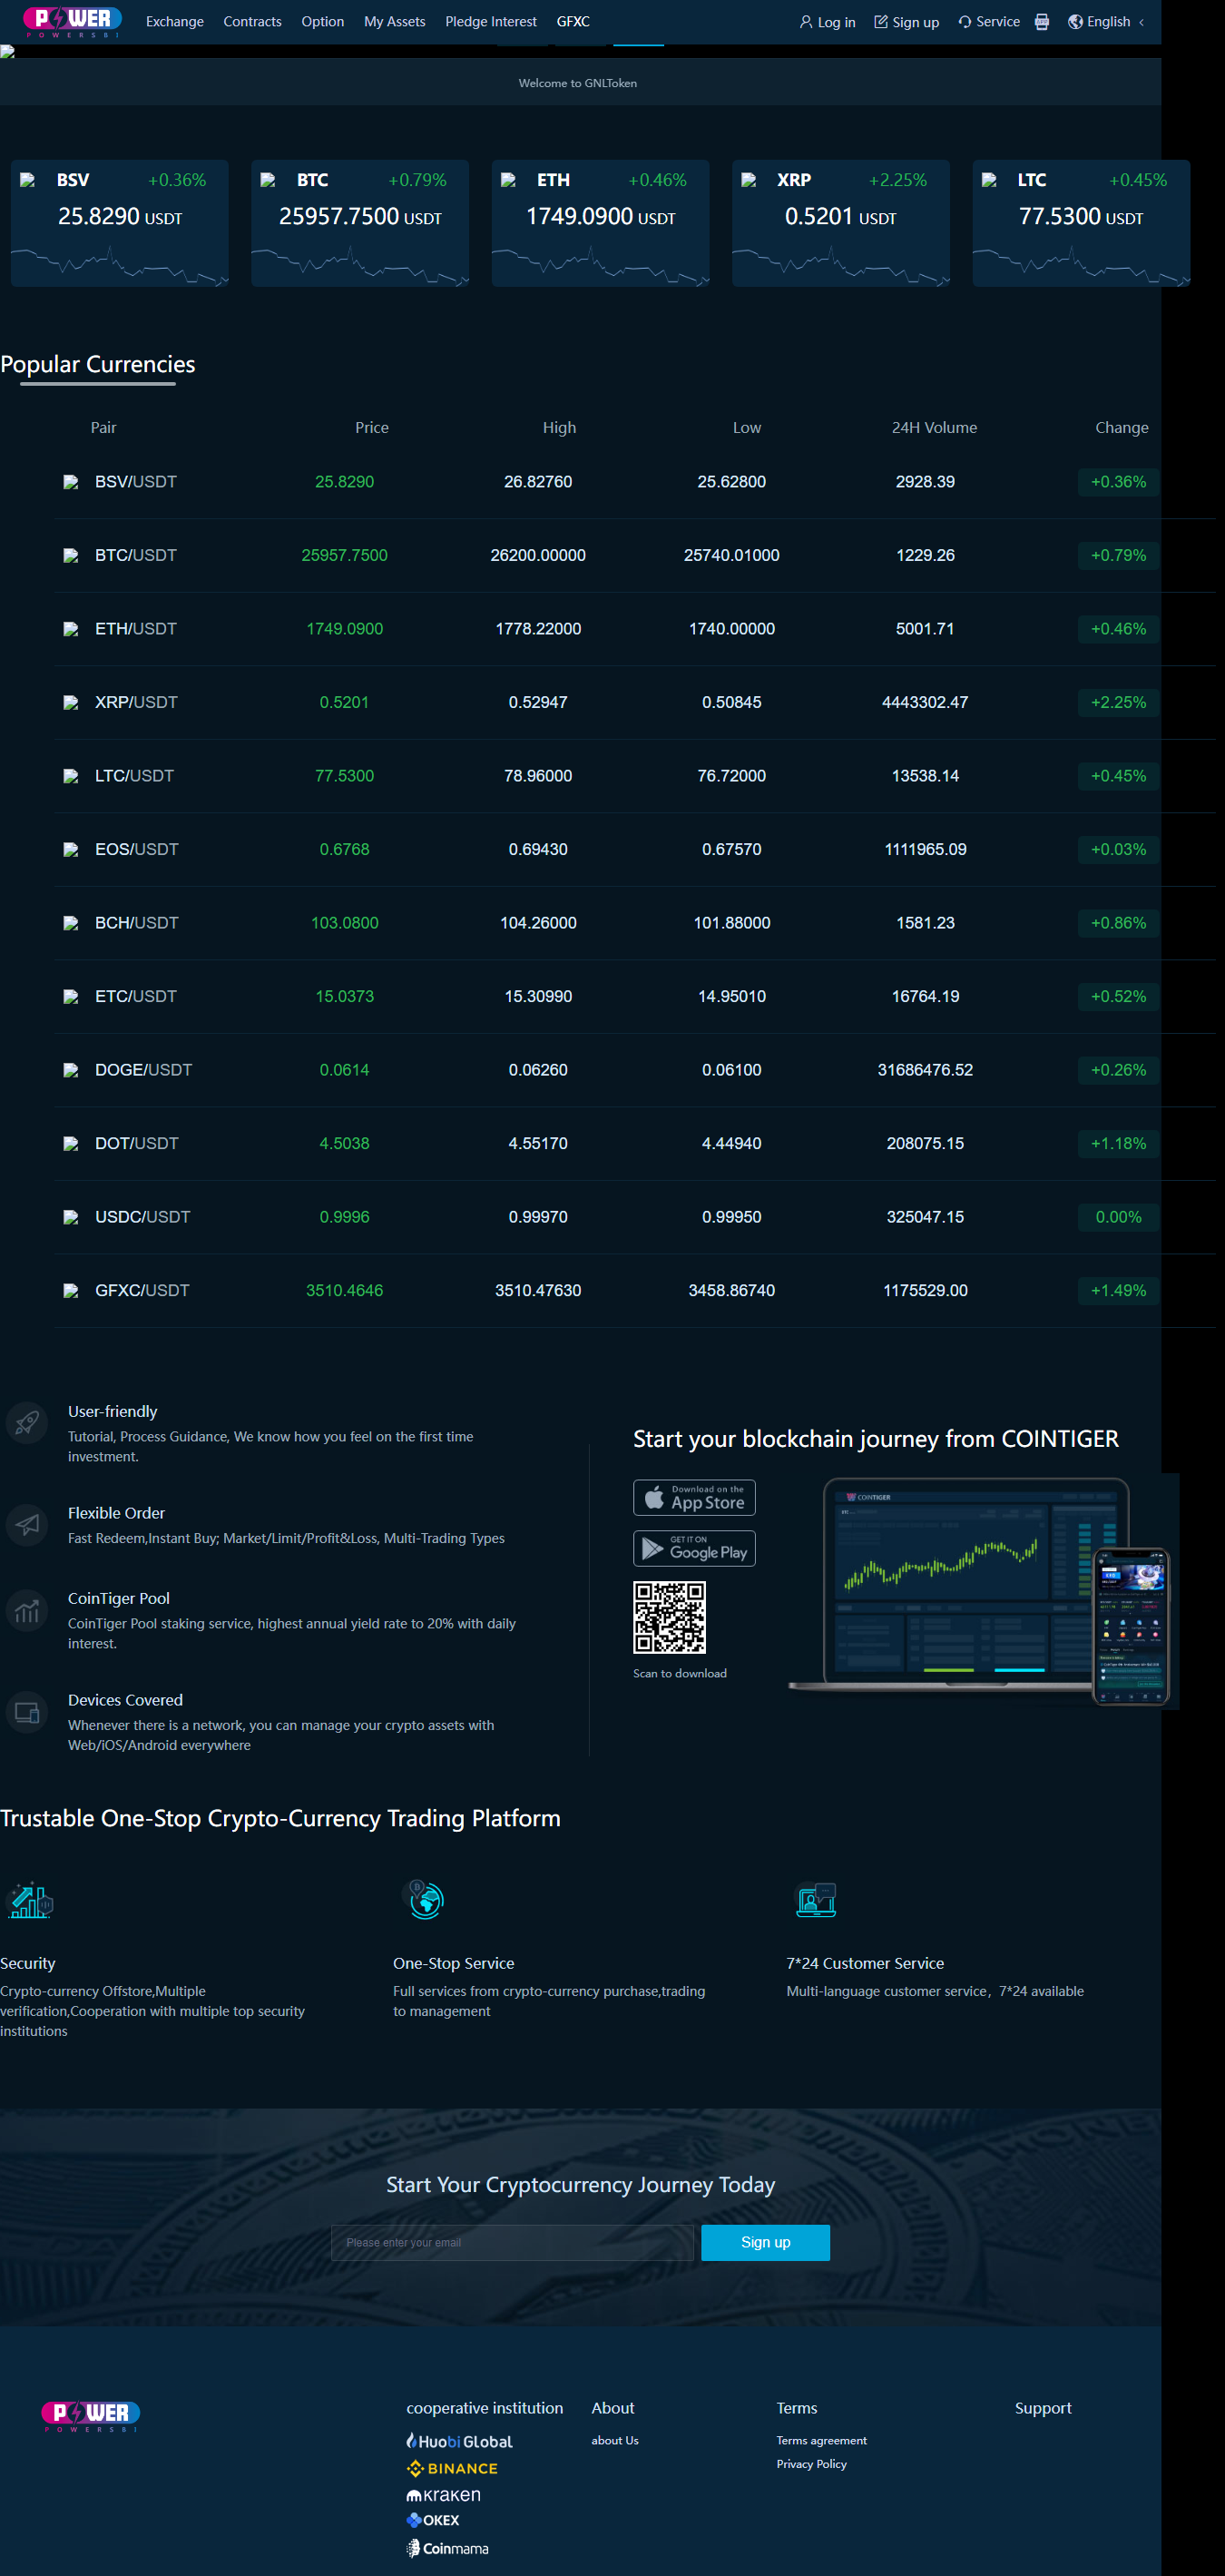 POWER
POWERSBI
Exchange Contracts Option My Assets Pledge Interest GFXC
Log in Sign up Service English
Welcome to GNLToken
BSV +0.36%
25.8290 USDT
BTC +0.79%
25957.7500 USDT
ETH +0.46%
1749.0900 USDT
XRP +2.25%
0.5201 USDT
LTC +0.45%
77.5300 USDT
Popular Currencies
Pair Price High Low 24H Volume Change
BSV/USDT 25.8290 26.82760 25.62800 2928.39 +0.36%
BTC/USDT 25957.7500 26200.00000 25740.01000 1229.26 +0.79%
ETH/USDT 1749.0900 1778.22000 1740.00000 5001.71 +0.46%
XRP/USDT 0.5201 0.52947 0.50845 4443302.47 +2.25%
LTC/USDT 77.5300 78.96000 76.72000 13538.14 +0.45%
EOS/USDT 0.6768 0.69430 0.67570 1111965.09 +0.03%
BCH/USDT 103.0800 104.26000 101.88000 1581.23 +0.86%
ETC/USDT 15.0373 15.30990 14.95010 16764.19 +0.52%
DOGE/USDT 0.0614 0.06260 0.06100 31686476.52 +0.26%
DOT/USDT 4.5038 4.55170 4.44940 208075.15 +1.18%
USDC/USDT 0.9996 0.99970 0.99950 325047.15 0.00%
GFXC/USDT 3510.4646 3510.47630 3458.86740 1175529.00 +1.49%
User-friendly
Tutorial, Process Guidance, We know how you feel on the first time
investment.
Flexible Order
Fast Redeem,Instant Buy; Market/Limit/Profit&Loss, Multi-Trading Types
CoinTiger Pool
CoinTiger Pool staking service, highest annual yield rate to 20% with daily
interest.
Devices Covered
Whenever there is a network, you can manage your crypto assets with
Web/iOS/Android everywhere
Start your blockchain journey from COINTIGER
Download on the
App Store
GET IT ON
Google Play
Scan to download
COINTIGER
Trustable One-Stop Crypto-Currency Trading Platform
Security
Crypto-currency Offstore,Multiple
verification,Cooperation with multiple top security
institutions
One-Stop Service
Full services from crypto-currency purchase,trading
to management
7*24 Customer Service
Multi-language customer service，7*24 available
Start Your Cryptocurrency Journey Today
Please enter your email
Sign up
POWER
POWERSBI
cooperative institution
Huobi Global
BINANCE
kraken
OKEX
Coinmama
About
about Us
Terms
Terms agreement
Privacy Policy
Support